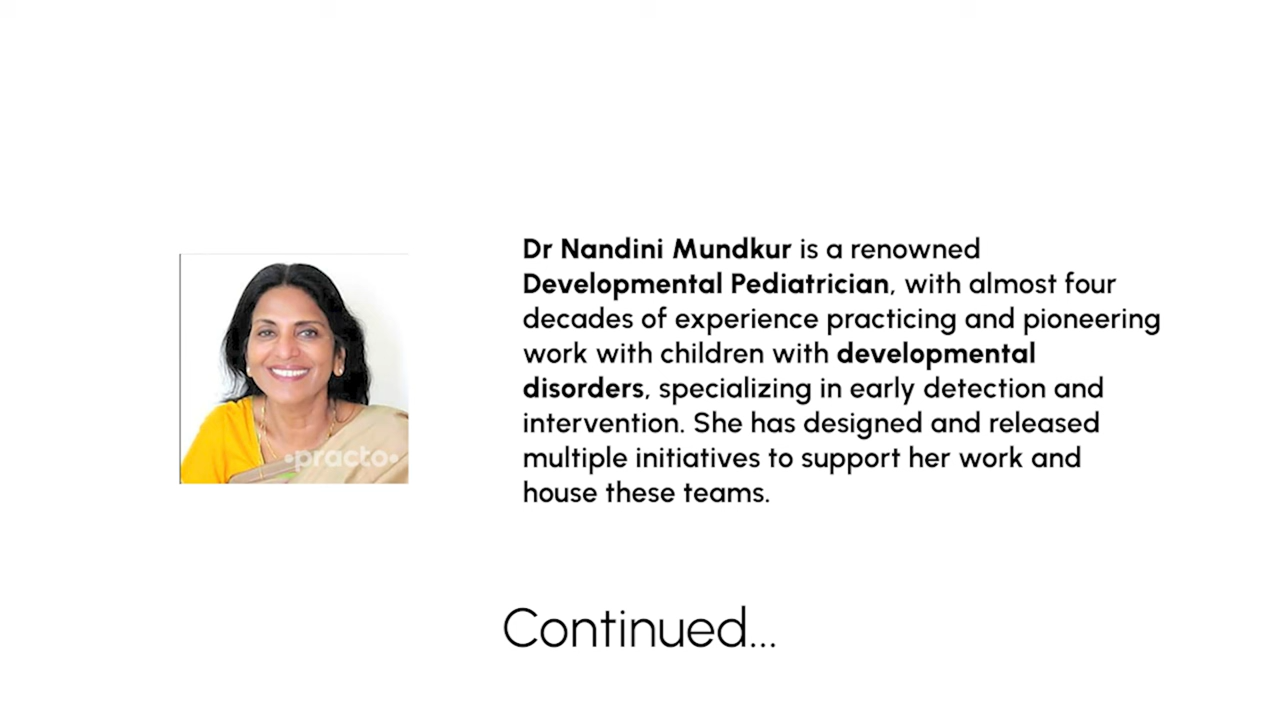 Dr Nandini Mundkur is a renowned
Developmental Pediatrician, with almost four
decades of experience practicing and pioneering
work with children with developmental
disorders, specializing in early detection and
intervention. She has designed and released
multiple initiatives to support her work and
house these teams.
•practo•
Continued...